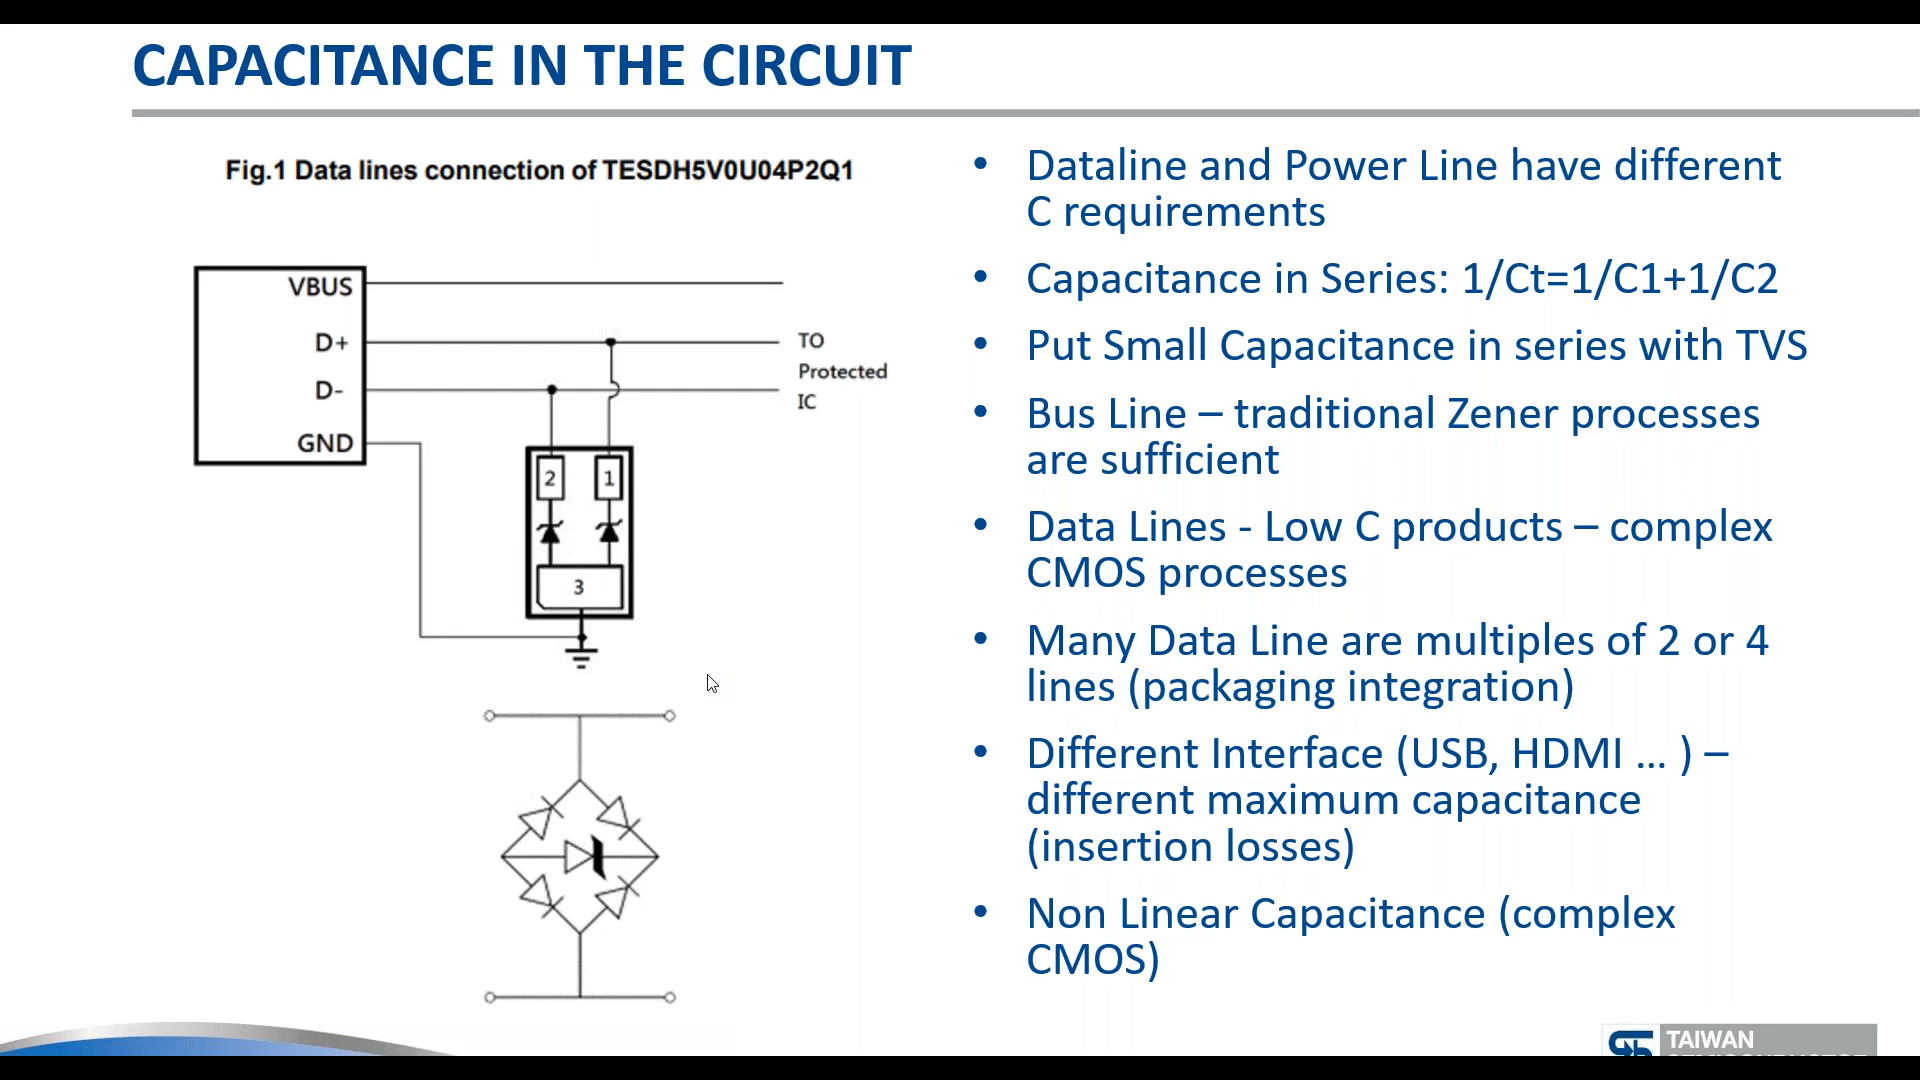 CAPACITANCE IN THE CIRCUIT
Fig.1 Data lines connection of TESDH5V0U04P2Q1
VBUS
D+
D-
GND
TO
Protected
IC
2
1
3
• Dataline and Power Line have different
C requirements
• Capacitance in Series: 1/Ct=1/C1+1/C2
• Put Small Capacitance in series with TVS
• Bus Line – traditional Zener processes
are sufficient
• Data Lines - Low C products – complex
CMOS processes
• Many Data Line are multiples of 2 or 4
lines (packaging integration)
• Different Interface (USB, HDMI ... ) –
different maximum capacitance
(insertion losses)
• Non Linear Capacitance (complex
CMOS)
TAIWAN